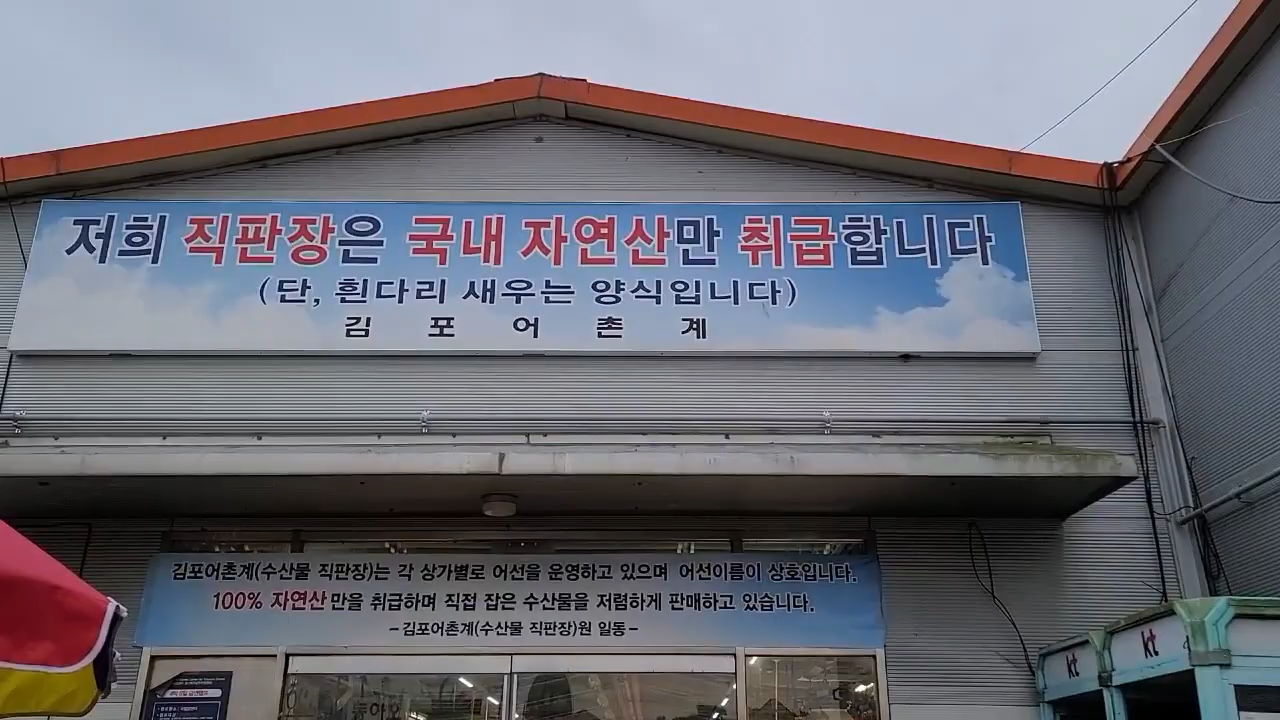 저희 직판장은 국내 자연산만 취급합니다
(단, 흰다리 새우는 양식입니다)
김 포 어 촌 계
김포어촌계(수산물 직판장)는 각 상가별로 어선을 운영하고 있으며 어선이름이 상호입니다.
100% 자연산만을 취급하며 직접 잡은 수산물을 저렴하게 판매하고 있습니다.
-김포어촌계(수산물 직판장)원 일동-
kt
kt